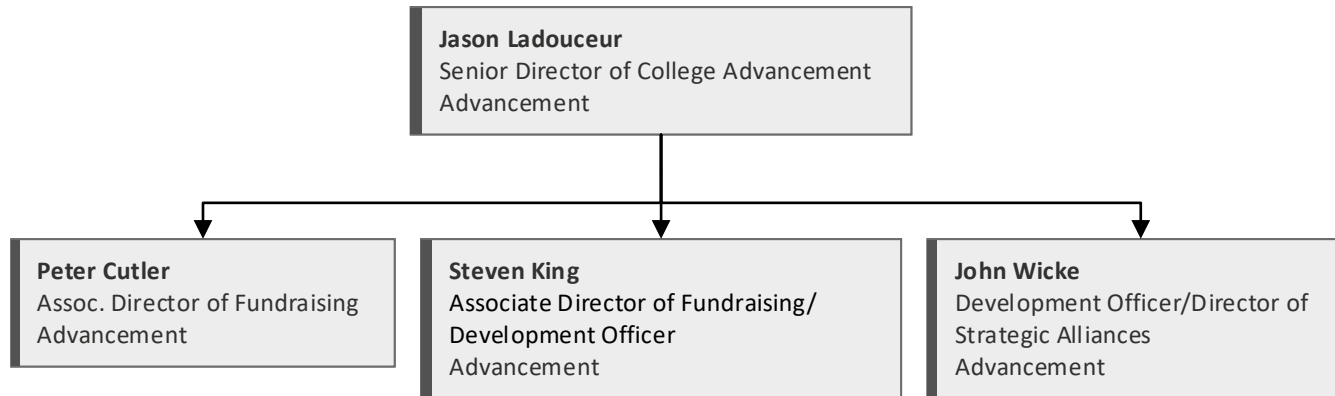 Jason Ladouceur
Senior Director of College Advancement
Advancement
Peter Cutler
Assoc. Director of Fundraising
Advancement
Steven King
Associate Director of Fundraising/
Development Officer
Advancement
John Wicke
Development Officer/Director of
Strategic Alliances
Advancement